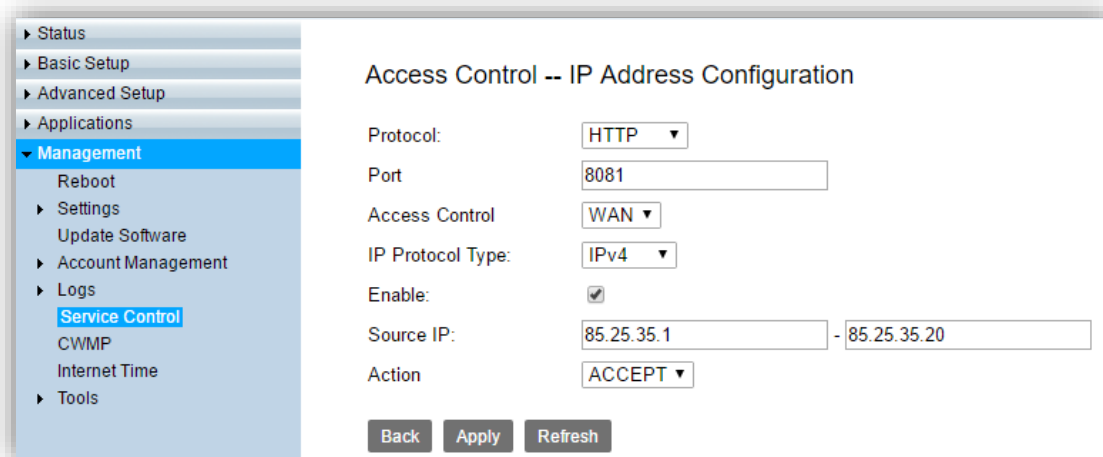 Status
Basic Setup
Advanced Setup
Applications
Management
Reboot
Settings
Update Software
Account Management
Logs
Service Control
CWMP
Internet Time
Tools
Access Control -- IP Address Configuration
Protocol: HTTP
Port 8081
Access Control WAN
IP Protocol Type: IPv4
Enable:
Source IP: 85.25.35.1 - 85.25.35.20
Action ACCEPT
Back Apply Refresh